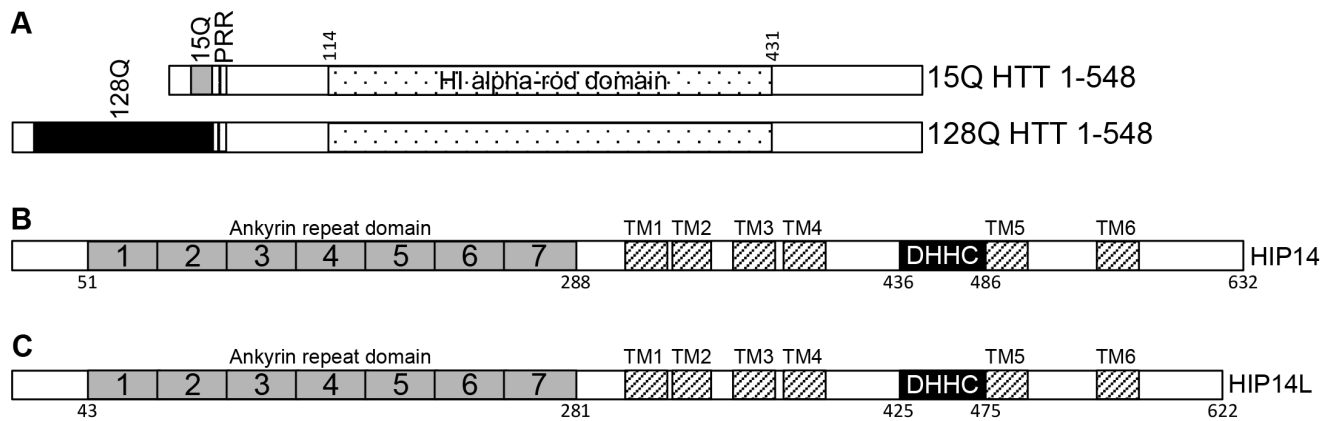 A
128Q
15Q
PRR
114
431
HI alpha-rod domain
15Q HTT 1-548
128Q HTT 1-548
B
Ankyrin repeat domain
TM1 TM2 TM3 TM4 TM5 TM6
1 2 3 4 5 6 7 DHHC HIP14
51 288 436 486 632
C
Ankyrin repeat domain
TM1 TM2 TM3 TM4 TM5 TM6
1 2 3 4 5 6 7 DHHC HIP14L
43 281 425 475 622